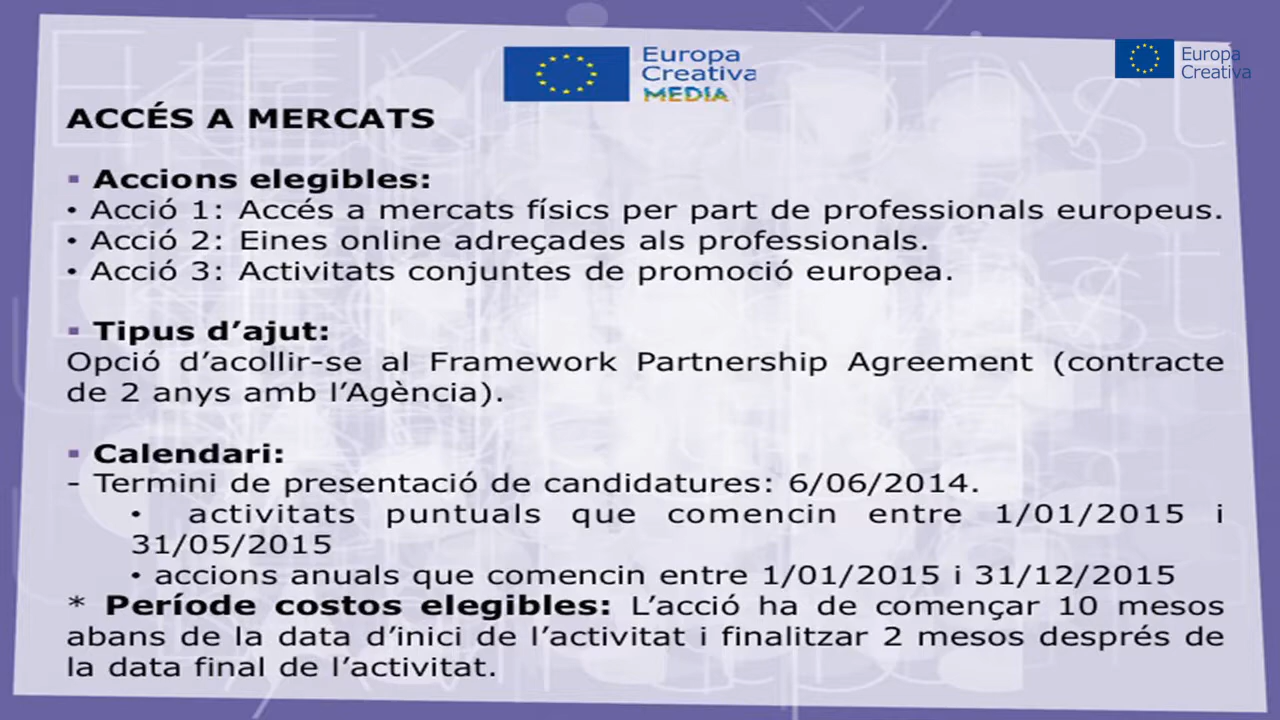 Europa
Creativa
MEDIA
Europa
Creativa
ACCÉS A MERCATS
▪ Accions elegibles:
• Acció 1: Accés a mercats físics per part de professionals europeus.
• Acció 2: Eines online adreçades als professionals.
• Acció 3: Activitats conjuntes de promoció europea.
▪ Tipus d’ajut:
Opció d’acollir-se al Framework Partnership Agreement (contracte
de 2 anys amb l’Agència).
▪ Calendari:
- Termini de presentació de candidatures: 6/06/2014.
• activitats puntuals que comencin entre 1/01/2015 i
31/05/2015
• accions anuals que comencin entre 1/01/2015 i 31/12/2015
* Període costos elegibles: L’acció ha de començar 10 mesos
abans de la data d’inici de l’activitat i finalitzar 2 mesos després de
la data final de l’activitat.